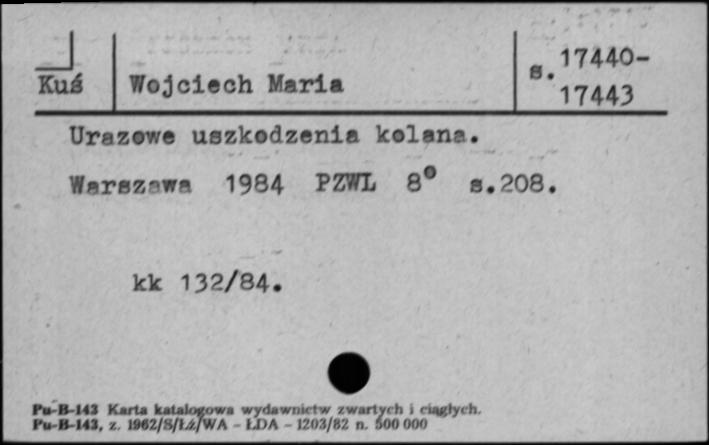 s. 17440-
Kuś Wojciech Maria 17443
Urazowe uszkodzenia kolana.
Warszawa 1984 PZWL 8° s.208.
kk 132/84.
Pu-B-143 Karta katalogowa wydawnictw zwartych i ciągłych.
Pu-B-143, z. 1962/S/Łż/WA - ŁDA - 1203/82 n. 500 000